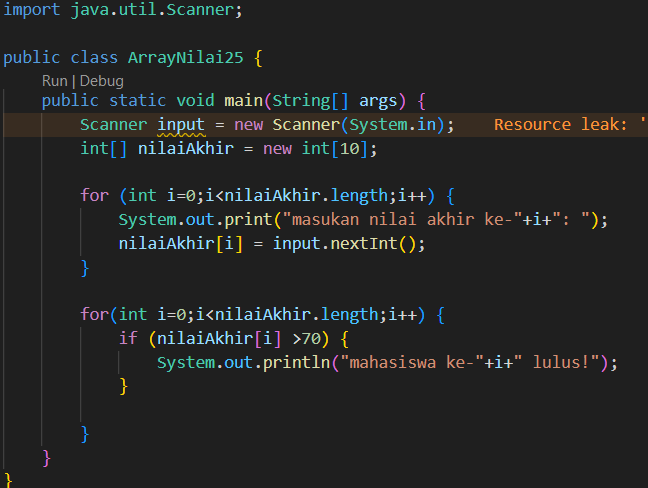 import java.util.Scanner;
public class ArrayNilai25 {
Run | Debug
public static void main(String[] args) {
Scanner input = new Scanner(System.in); Resource leak: '
int[] nilaiAkhir = new int[10];
for (int i=0;i<nilaiAkhir.length;i++) {
System.out.print("masukan nilai akhir ke-"+i+": ");
nilaiAkhir[i] = input.nextInt();
}
for(int i=0;i<nilaiAkhir.length;i++) {
if (nilaiAkhir[i] >70) {
System.out.println("mahasiswa ke-"+i+" lulus!");
}
}
}
}